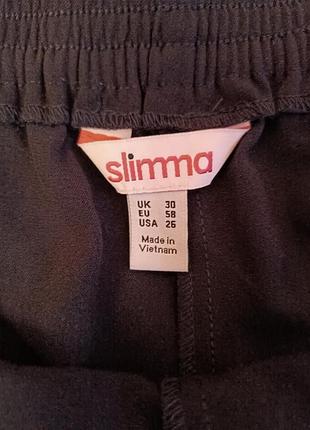 slimma
UK 30
EU 58
USA 26
Made in
Vietnam